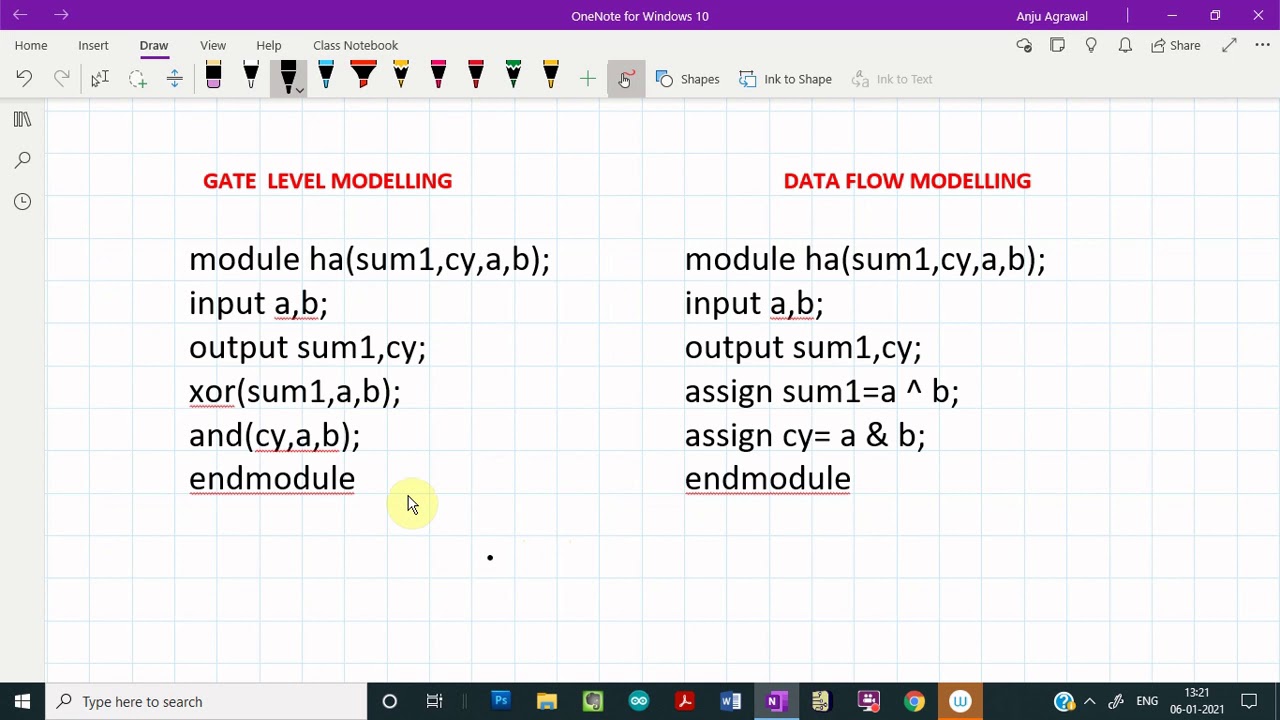 OneNote for Windows 10
Anju Agrawal
Home Insert Draw View Help Class Notebook
Share
Shapes Ink to Shape Ink to Text
GATE LEVEL MODELLING
module ha(sum1,cy,a,b);
input a,b;
output sum1,cy;
xor(sum1,a,b);
and(cy,a,b);
endmodule
DATA FLOW MODELLING
module ha(sum1,cy,a,b);
input a,b;
output sum1,cy;
assign sum1=a ^ b;
assign cy= a & b;
endmodule
Type here to search
Ps
W
N
W
ENG
13:21
06-01-2021